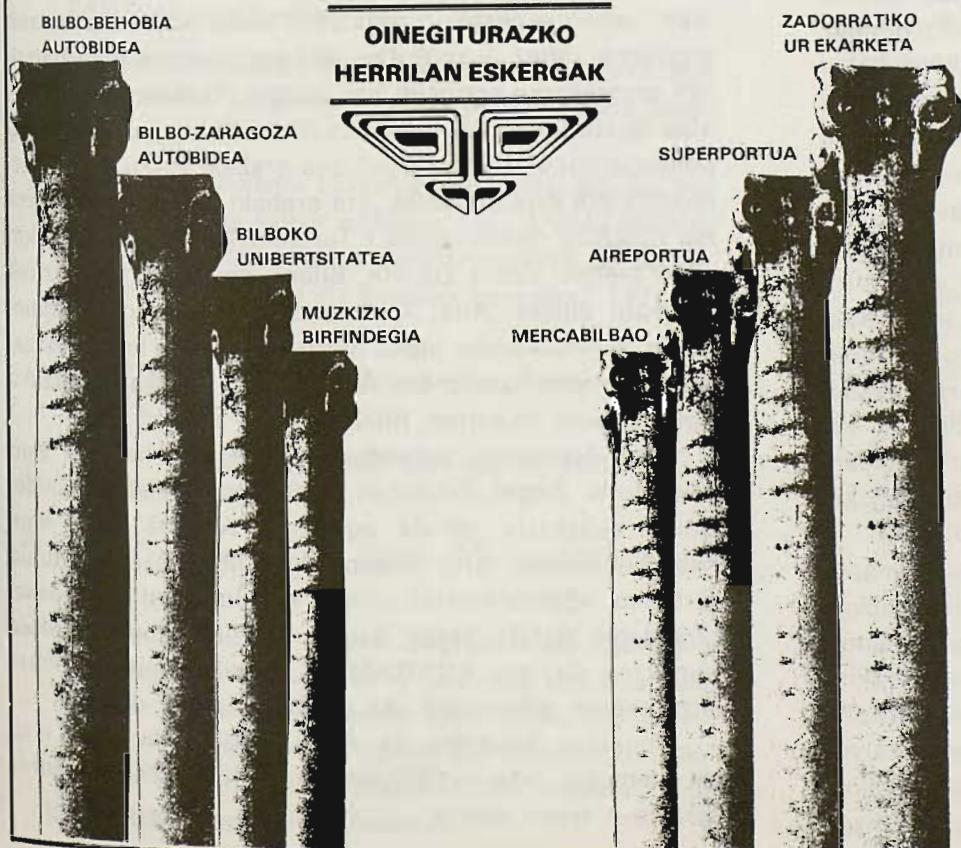 OINEGITURAZKO
HERRILAN ESKERGAK
BILBO-BEHOBIA
AUTOBIDEA
BILBO-ZARAGOZA
AUTOBIDEA
BILBOKO
UNIBERTSITATEA
MUZKIZKO
BIRFINDEGIA
MERCABILBAO
AIREPORTUA
SUPERPORTUA
ZADORRATIKO
UR EKARKETA